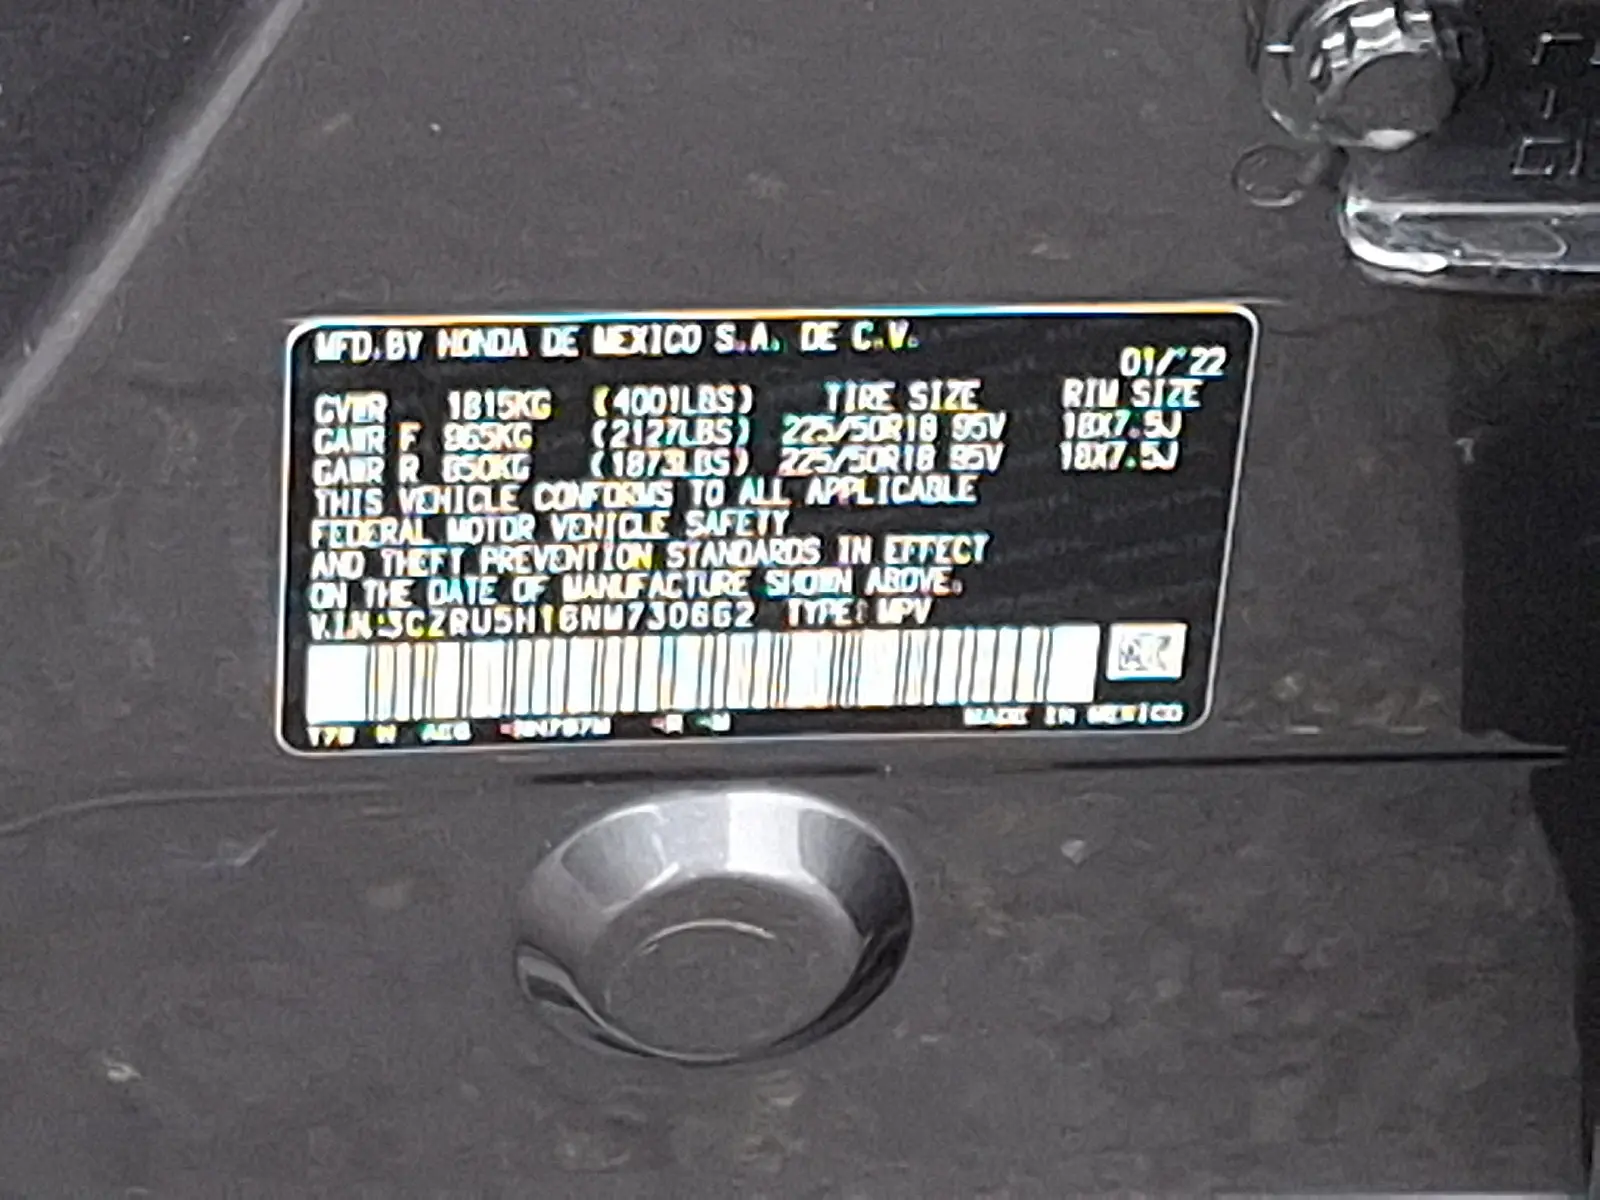 MFD.BY HONDA DE MEXICO S.A. DE C.V.
01/'22
GVWR 1815KG (4001LBS) TIRE SIZE RIM SIZE
GAWR F 965KG (2127LBS) 225/50R18 95V 18X7.5J
GAWR R 850KG (1873LBS) 225/50R18 95V 18X7.5J
THIS VEHICLE CONFORMS TO ALL APPLICABLE
FEDERAL MOTOR VEHICLE SAFETY
AND THEFT PREVENTION STANDARDS IN EFFECT
ON THE DATE OF MANUFACTURE SHOWN ABOVE.
V.I.N: TYPE: MPV
MADE IN MEXICO